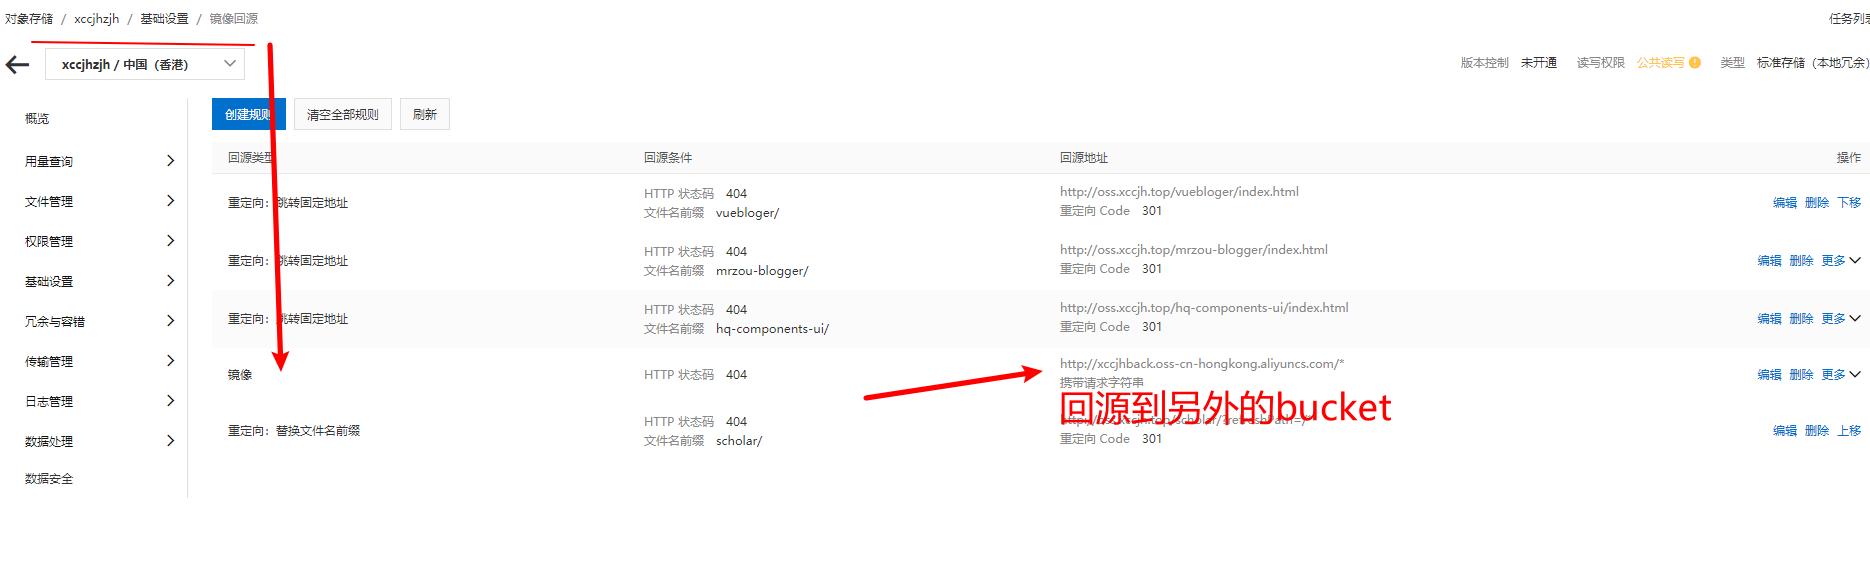 对象存储 / xccjhzjh / 基础设置 / 镜像回源
任务列表
xccjhzjh / 中国（香港）
版本控制 未开通 读写权限 公共读写 类型 标准存储（本地冗余）
概览
用量查询
文件管理
权限管理
基础设置
冗余与容错
传输管理
日志管理
数据处理
数据安全
创建规则 清空全部规则 刷新
回源类型 回源条件 回源地址 操作
重定向：跳转固定地址
HTTP 状态码 404
文件名前缀 vuebloger/
http://oss.xccjh.top/vuebloger/index.html
重定向 Code 301
编辑 删除 下移
重定向：跳转固定地址
HTTP 状态码 404
文件名前缀 mrzou-blogger/
http://oss.xccjh.top/mrzou-blogger/index.html
重定向 Code 301
编辑 删除 更多
重定向：跳转固定地址
HTTP 状态码 404
文件名前缀 hq-components-ui/
http://oss.xccjh.top/hq-components-ui/index.html
重定向 Code 301
编辑 删除 更多
镜像
HTTP 状态码 404
http://xccjhback.oss-cn-hongkong.aliyuncs.com/*
携带请求字符串
编辑 删除 更多
回源到另外的bucket
重定向：替换文件名前缀
HTTP 状态码 404
文件名前缀 scholar/
http://oss.xccjh.top/scholar/?refreshPath=/*
重定向 Code 301
编辑 删除 上移